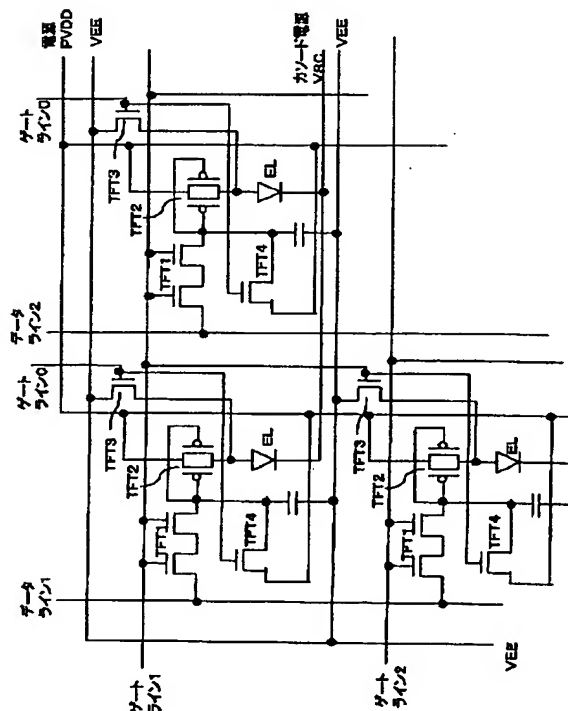 電源
PVDD
VEE
ゲート
ライン0
カソード電源
VBC
VEE
TFT3
TFT2
EL
TFT1
TFT4
データ
ライン2
ゲート
ライン0
TFT3
TFT2
EL
TFT1
TFT4
TFT3
TFT2
EL
TFT1
TFT4
データ
ライン1
VEE
ゲート
ライン1
ゲート
ライン2